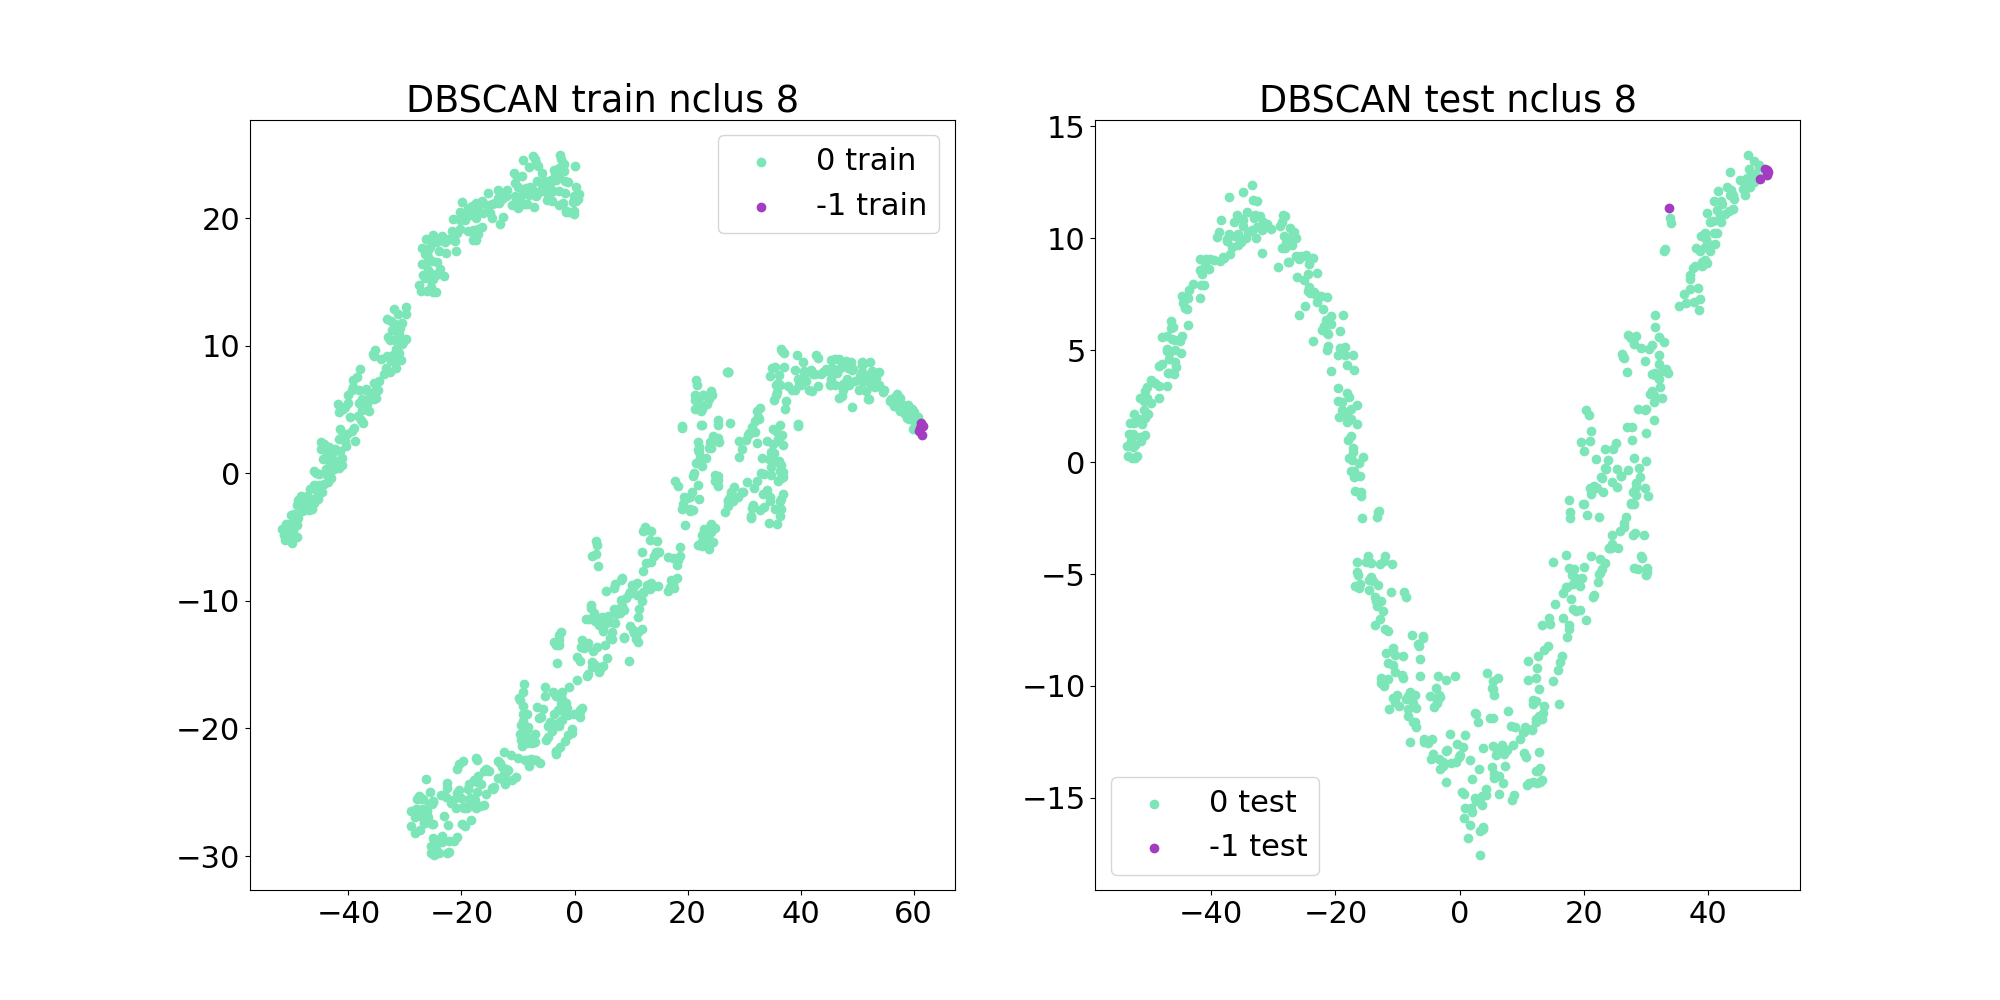 DBSCAN train nclus 8
0 train
-1 train
20
10
0
−10
−20
−30
−40 −20 0 20 40 60
DBSCAN test nclus 8
15
10
5
0
−5
−10
−15
0 test
-1 test
−40 −20 0 20 40